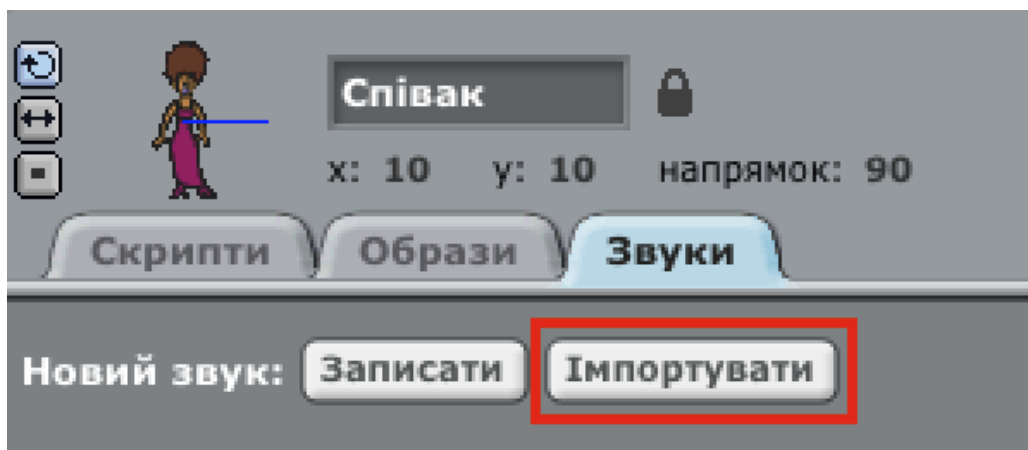 Співак
x: 10 y: 10 напрямок: 90
Скрипти Образи Звуки
Новий звук: Записати Імпортувати